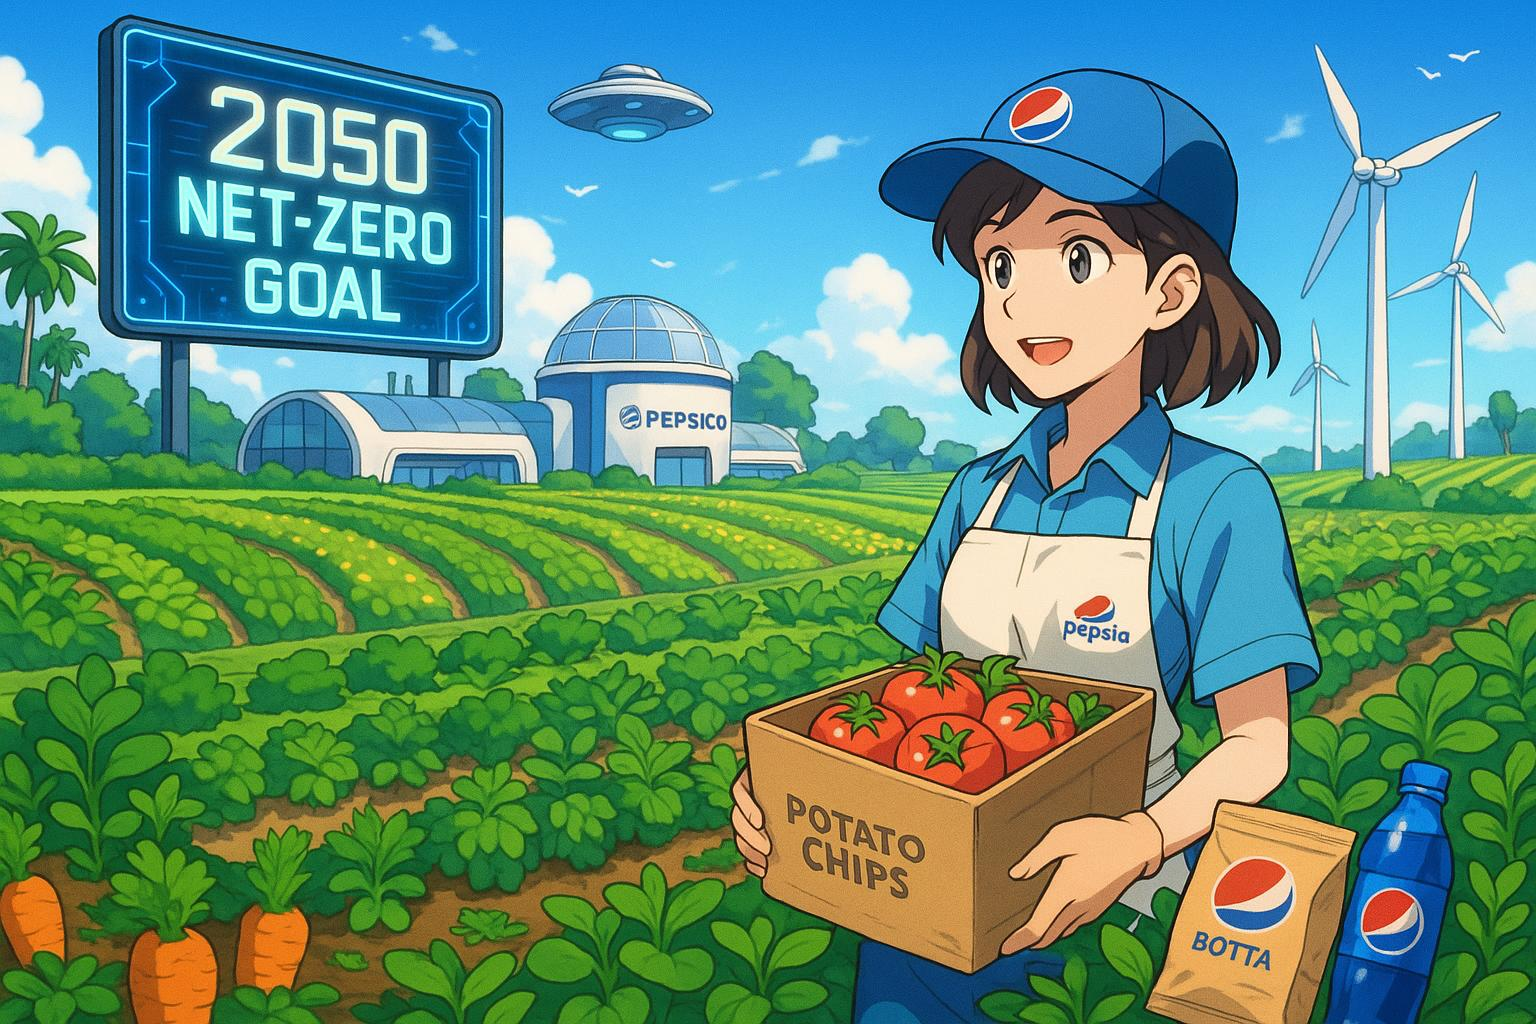 2050
NET-ZERO
GOAL
PEPSICO
pepsia
POTATO
CHIPS
BOTTA